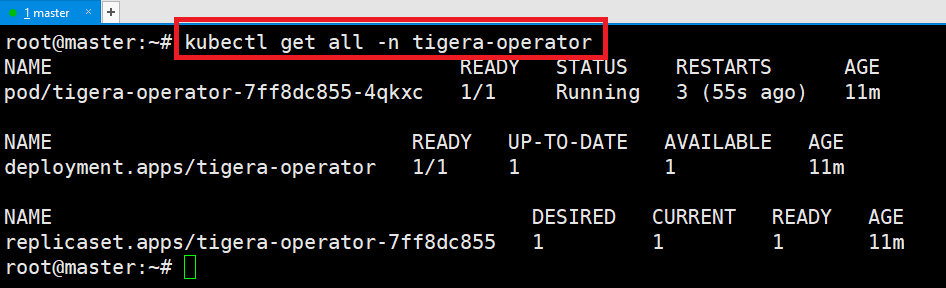 1 master
root@master:~# kubectl get all -n tigera-operator
NAME READY STATUS RESTARTS AGE
pod/tigera-operator-7ff8dc855-4qkxc 1/1 Running 3 (55s ago) 11m
NAME READY UP-TO-DATE AVAILABLE AGE
deployment.apps/tigera-operator 1/1 1 1 11m
NAME DESIRED CURRENT READY AGE
replicaset.apps/tigera-operator-7ff8dc855 1 1 1 11m
root@master:~#